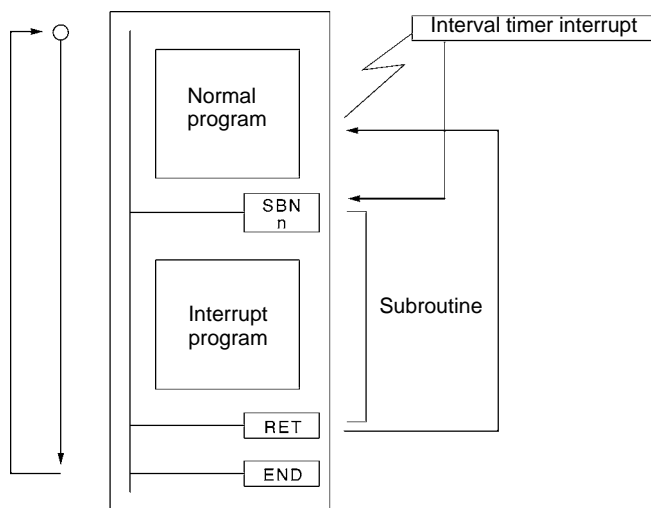 Interval timer interrupt
Normal
program
SBN
n
Interrupt
program
Subroutine
RET
END